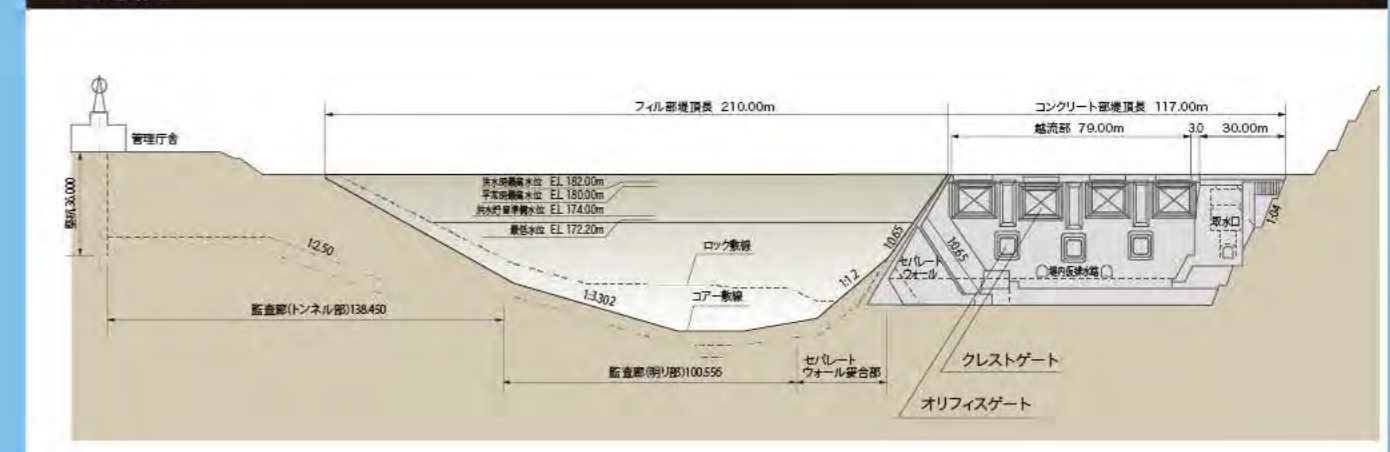 フィル部堤頂長 210.00m
コンクリート部堤頂長 117.00m
越流部 79.00m
3.0
30.00m
管理庁舎
竪坑36.000
洪水時最高水位 E.L 182.00m
平常時最高水位 E.L 180.00m
洪水貯留準備水位 E.L 174.00m
最低水位 E.L 172.20m
ロック敷線
コアー敷線
1:2.50
1:3.302
1:1.2
1:0.65
1:0.65
セパレート
ウォール
堤内仮排水路
取水口
1:0.4
監査廊(トンネル部)138.450
監査廊(明り部)100.556
セパレート
ウォール接合部
クレストゲート
オリフィスゲート